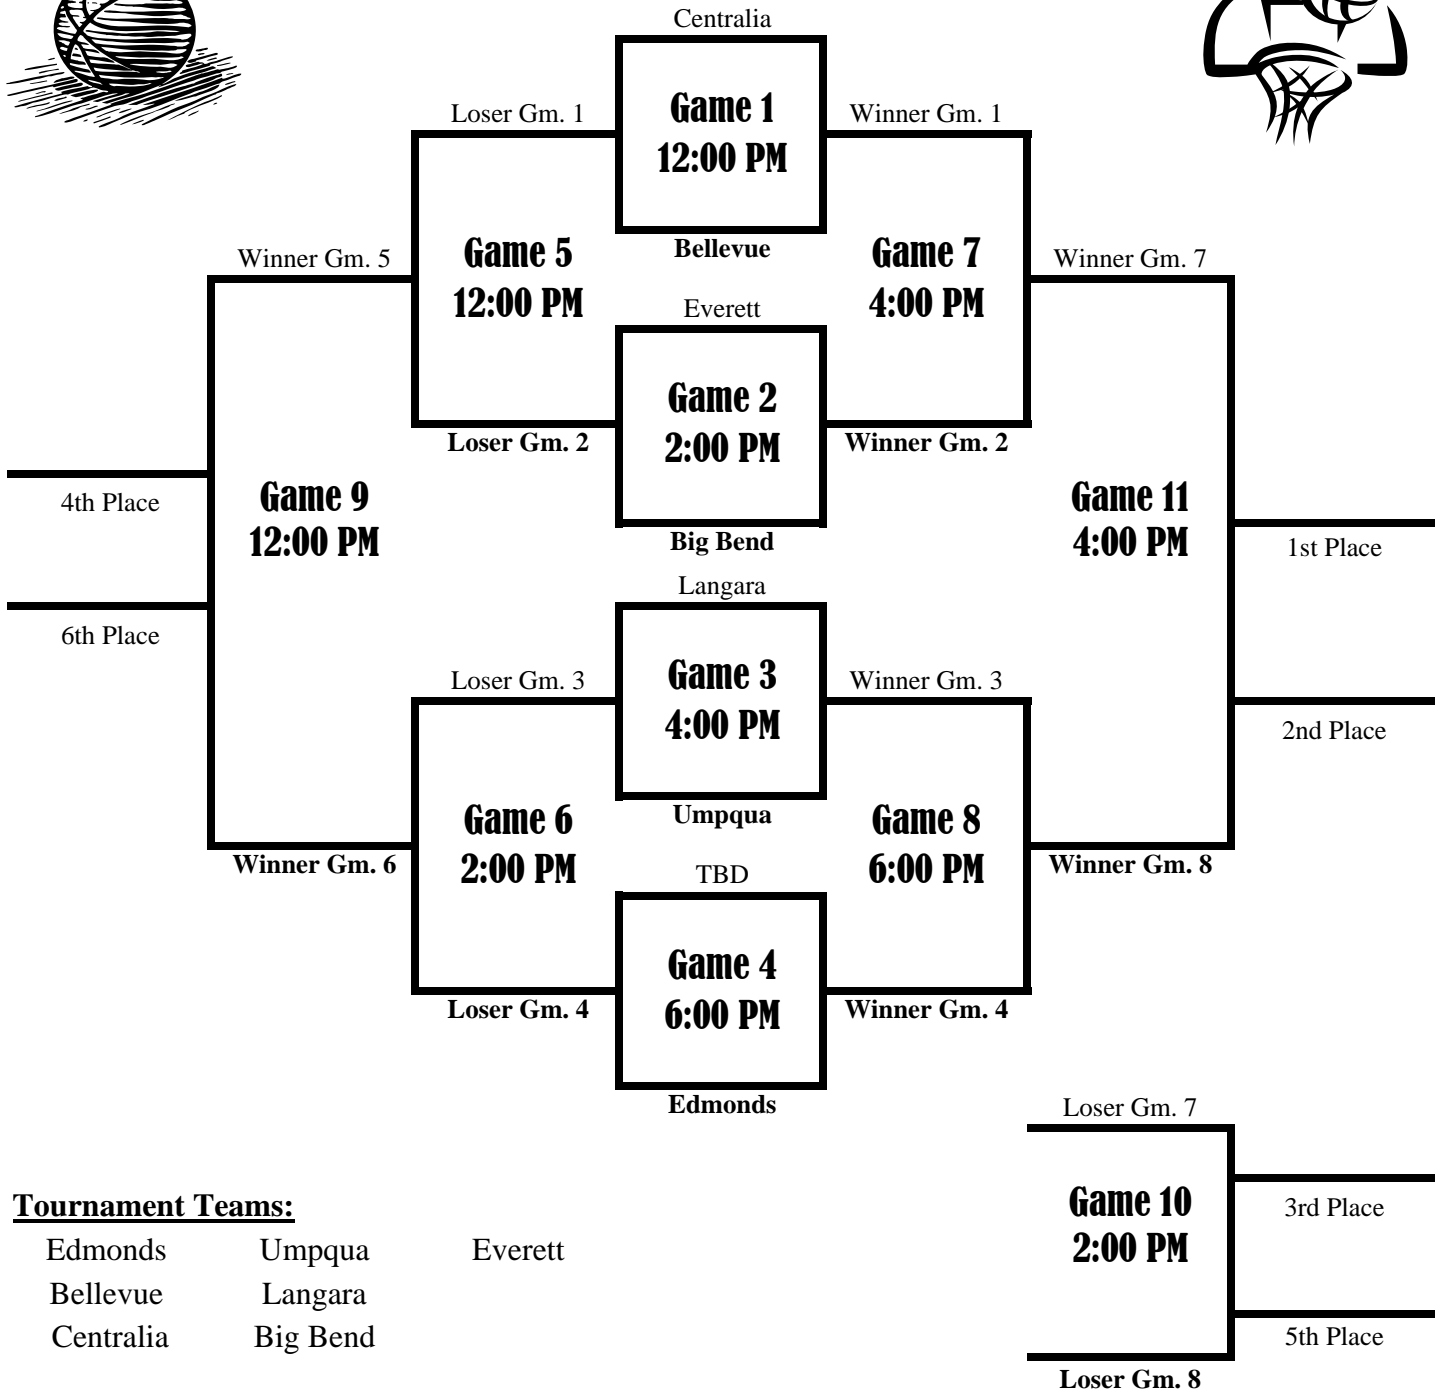 Centralia
Loser Gm. 1
Game 1
12:00 PM
Winner Gm. 1
Winner Gm. 5
Game 5
12:00 PM
Bellevue
Game 7
4:00 PM
Winner Gm. 7
Everett
Loser Gm. 2
Game 2
2:00 PM
Winner Gm. 2
4th Place
Game 9
12:00 PM
Big Bend
Game 11
4:00 PM
1st Place
Langara
6th Place
Loser Gm. 3
Game 3
4:00 PM
Winner Gm. 3
2nd Place
Winner Gm. 6
Game 6
2:00 PM
Umpqua
Game 8
6:00 PM
Winner Gm. 8
TBD
Loser Gm. 4
Game 4
6:00 PM
Winner Gm. 4
Edmonds
Loser Gm. 7
Game 10
2:00 PM
3rd Place
5th Place
Loser Gm. 8
Tournament Teams:
Edmonds Umpqua Everett
Bellevue Langara
Centralia Big Bend